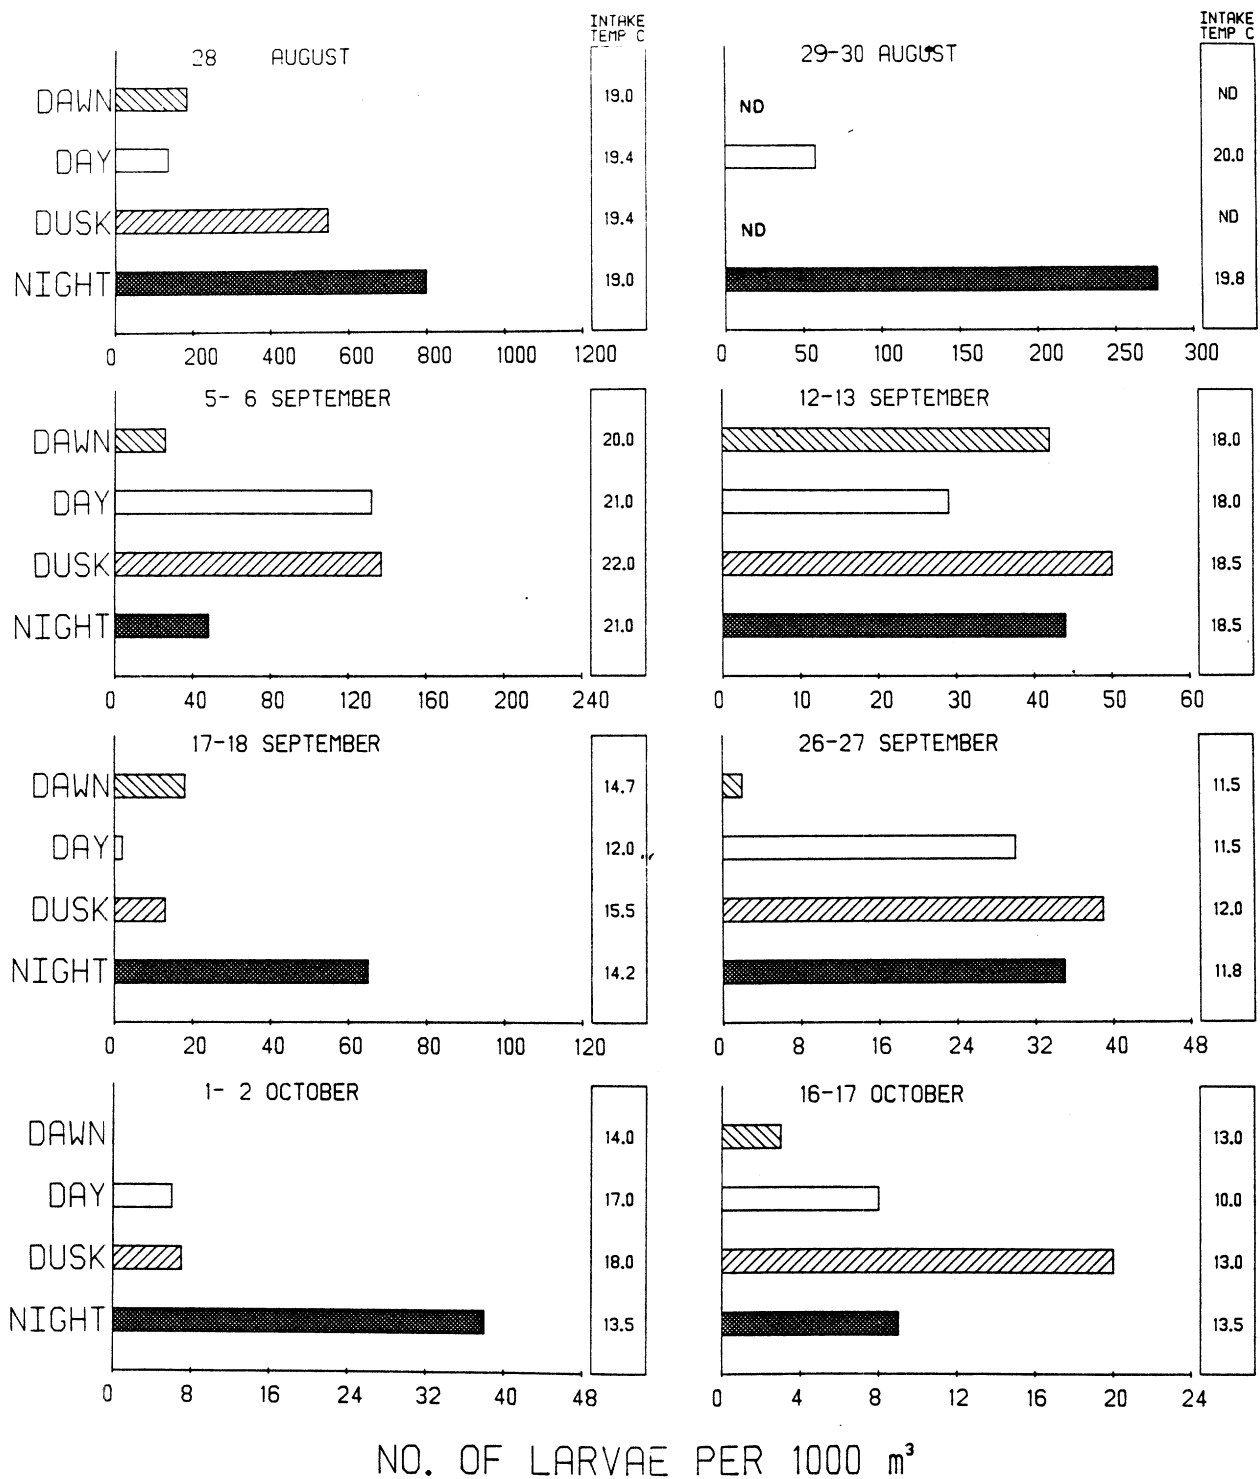 28 AUGUST
INTAKE
TEMP C
DAWN
19.0
DAY
19.4
DUSK
19.4
NIGHT
19.0
0 200 400 600 800 1000 1200
29-30 AUGUST
INTAKE
TEMP C
ND
ND
20.0
ND
ND
19.8
0 50 100 150 200 250 300
5- 6 SEPTEMBER
DAWN
20.0
DAY
21.0
DUSK
22.0
NIGHT
21.0
0 40 80 120 160 200 240
12-13 SEPTEMBER
18.0
18.0
18.5
18.5
0 10 20 30 40 50 60
17-18 SEPTEMBER
DAWN
14.7
DAY
12.0
DUSK
15.5
NIGHT
14.2
0 20 40 60 80 100 120
26-27 SEPTEMBER
11.5
11.5
12.0
11.8
0 8 16 24 32 40 48
1- 2 OCTOBER
DAWN
14.0
DAY
17.0
DUSK
18.0
NIGHT
13.5
0 8 16 24 32 40 48
16-17 OCTOBER
13.0
10.0
13.0
13.5
0 4 8 12 16 20 24
NO. OF LARVAE PER 1000 m³